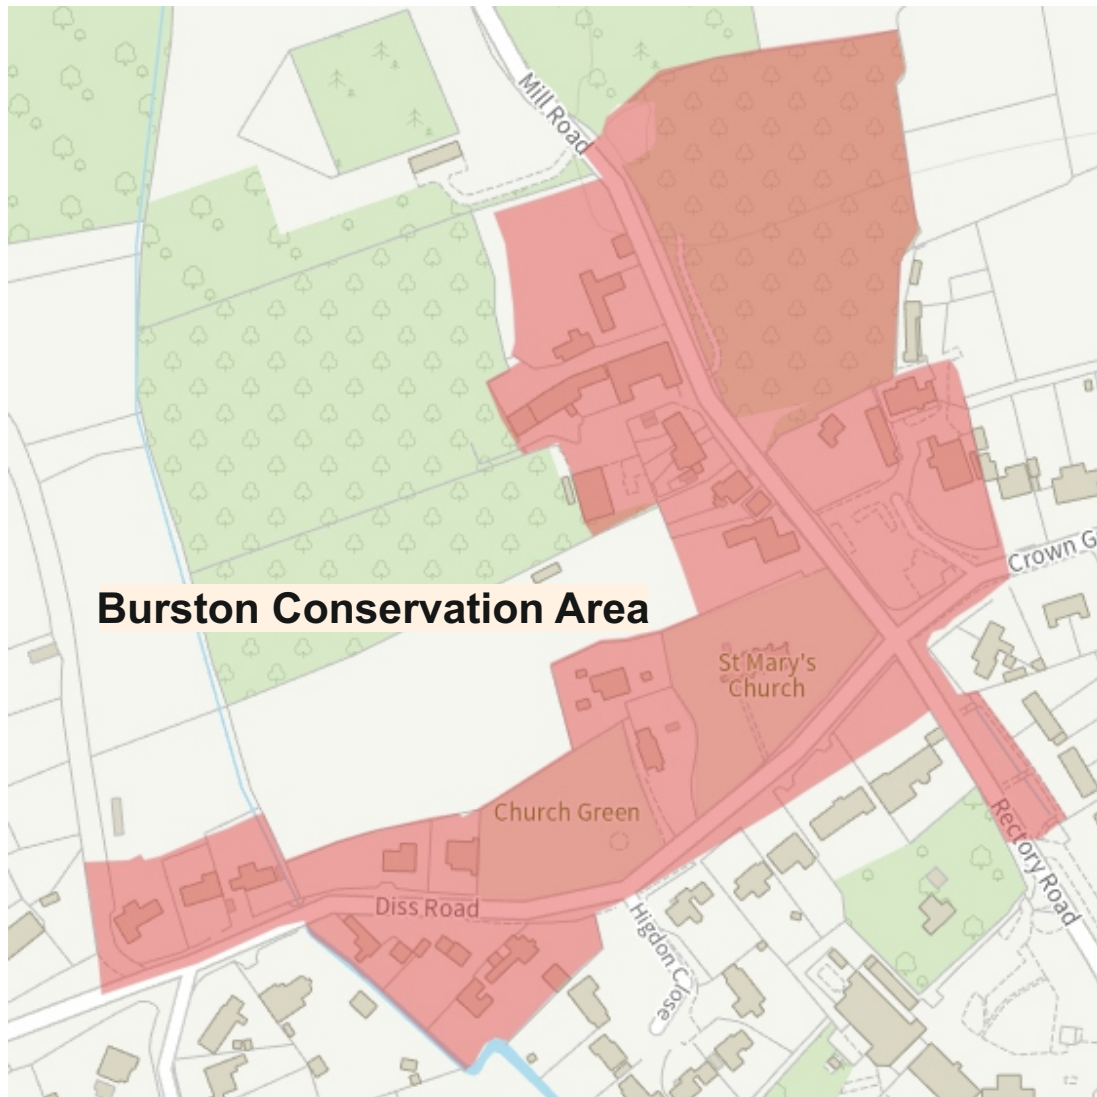 Mill Road
Crown G
Burston Conservation Area
St Mary's
Church
Church Green
Rectory Road
Diss Road
Higdon Close